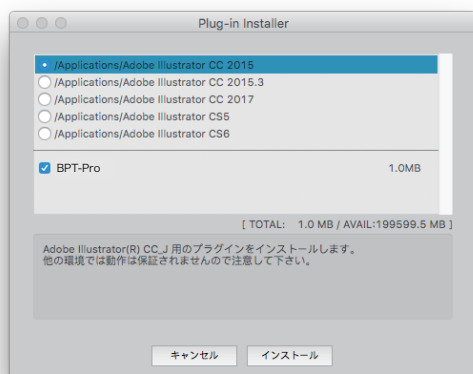 Plug-in Installer
/Applications/Adobe Illustrator CC 2015
/Applications/Adobe Illustrator CC 2015.3
/Applications/Adobe Illustrator CC 2017
/Applications/Adobe Illustrator CS5
/Applications/Adobe Illustrator CS6
BPT-Pro 1.0MB
[ TOTAL: 1.0 MB / AVAIL:199599.5 MB ]
Adobe Illustrator(R) CC_J 用のプラグインをインストールします。
他の環境では動作は保証されませんので注意して下さい。
キャンセル インストール